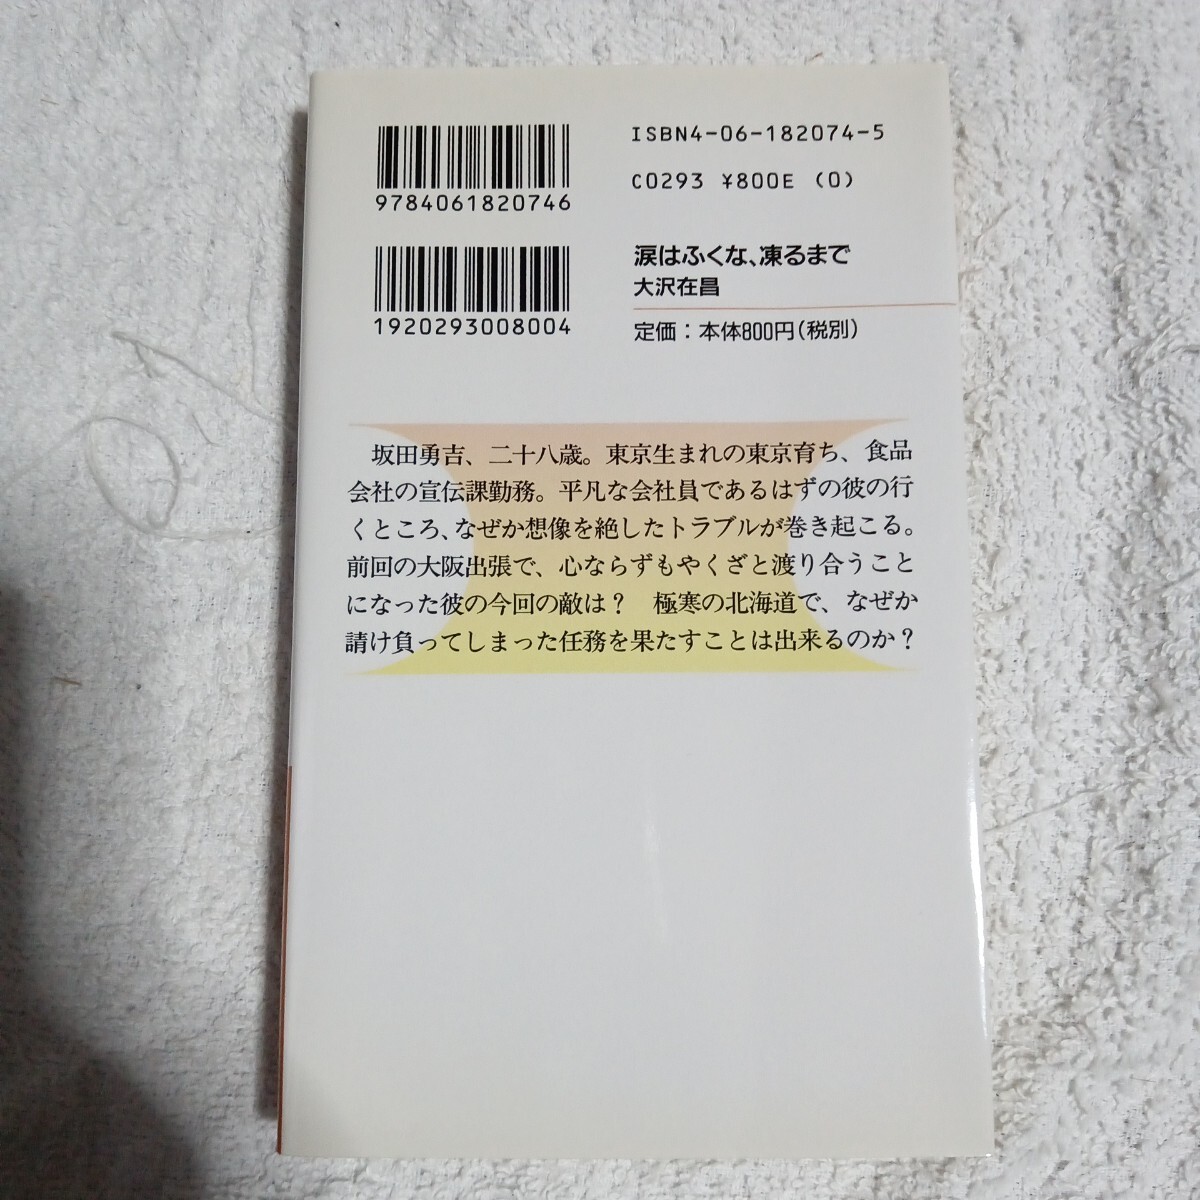 ISBN4-06-182074-5
C0293 ¥800E (0)
9784061820746
1920293008004
涙はふくな、凍るまで
大沢在昌
定価：本体800円（税別）
坂田勇吉、二十八歳。東京生まれの東京育ち、食品
会社の宣伝課勤務。平凡な会社員であるはずの彼の行
くところ、なぜか想像を絶したトラブルが巻き起こる。
前回の大阪出張で、心ならずもやくざと渡り合うこと
になった彼の今回の敵は？　極寒の北海道で、なぜか
請け負ってしまった任務を果たすことは出来るのか？